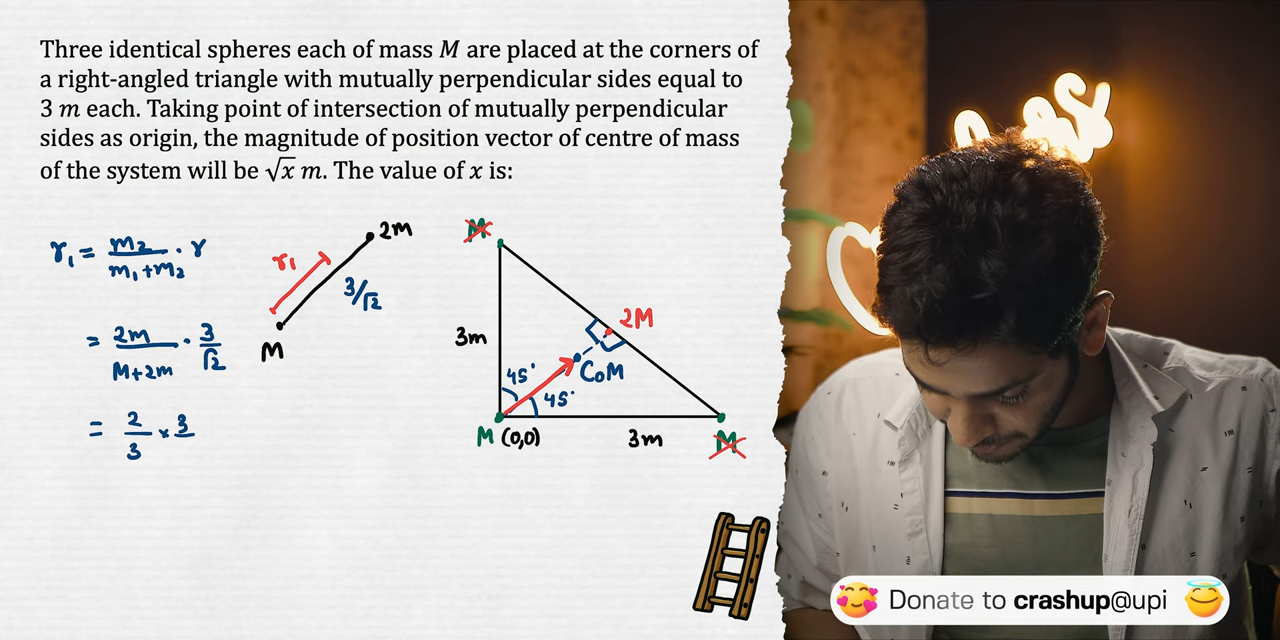 Three identical spheres each of mass M are placed at the corners of
a right-angled triangle with mutually perpendicular sides equal to
3 m each. Taking point of intersection of mutually perpendicular
sides as origin, the magnitude of position vector of centre of mass
of the system will be √x m. The value of x is:
r₁ = m₂/(m₁+m₂) · r
= 2m/(M+2m) · 3/√2
= 2/3 × 3
r₁
2m
3/√2
M
M
3m
2M
CoM
45°
45°
M (0,0)
3m
M
Donate to crashup@upi